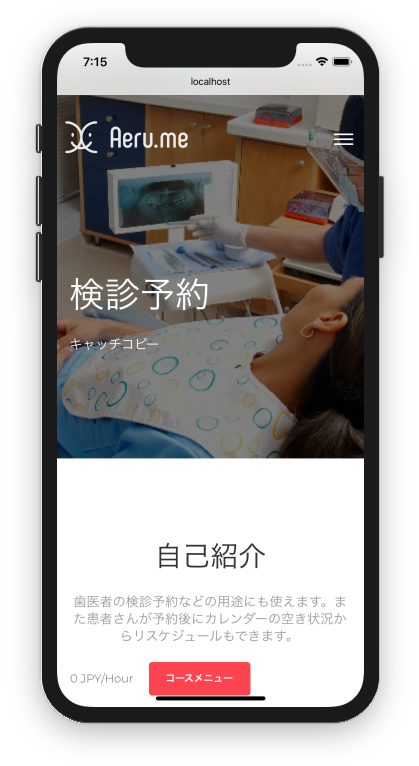 7:15
localhost
Aeru.me
検診予約
キャッチコピー
自己紹介
歯医者の検診予約などの用途にも使えます。ま
た患者さんが予約後にカレンダーの空き状況か
らリスケジュールもできます。
0 JPY/Hour
コースメニュー